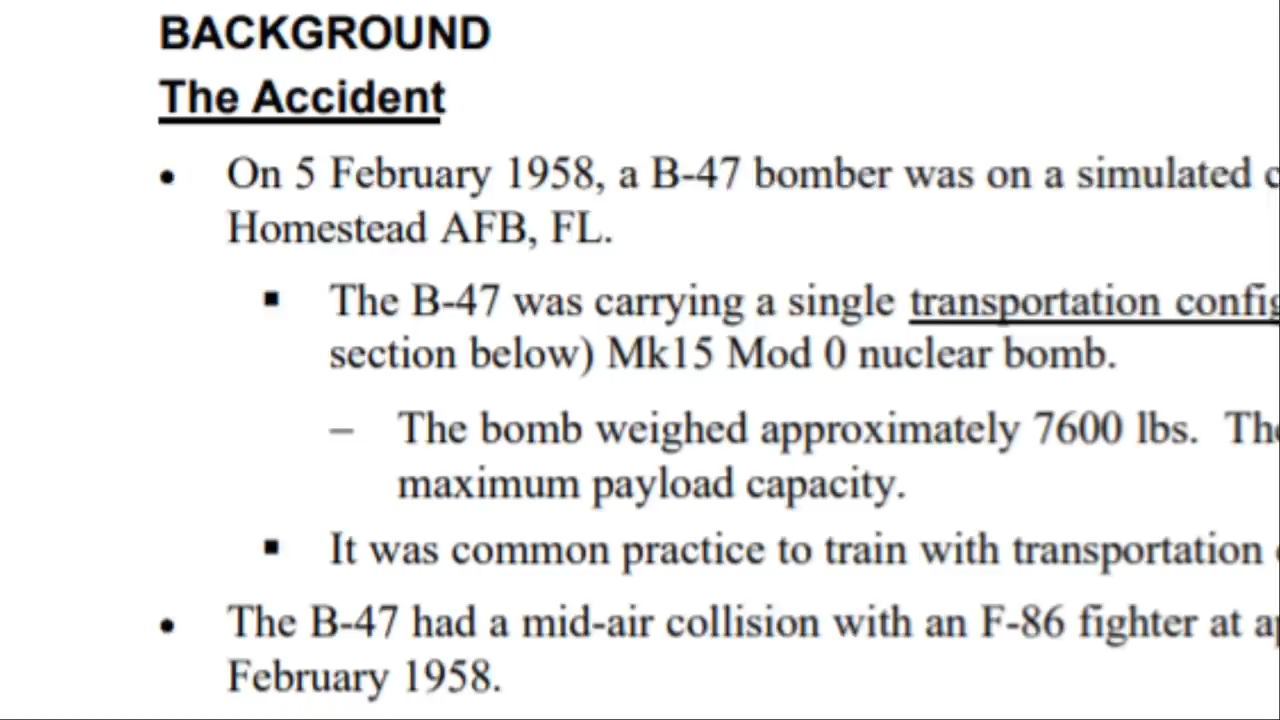 BACKGROUND
The Accident
• On 5 February 1958, a B-47 bomber was on a simulated
Homestead AFB, FL.
▪ The B-47 was carrying a single transportation
section below) Mk15 Mod 0 nuclear bomb.
– The bomb weighed approximately 7600 lbs. The
maximum payload capacity.
▪ It was common practice to train with transportation
• The B-47 had a mid-air collision with an F-86 fighter at
February 1958.